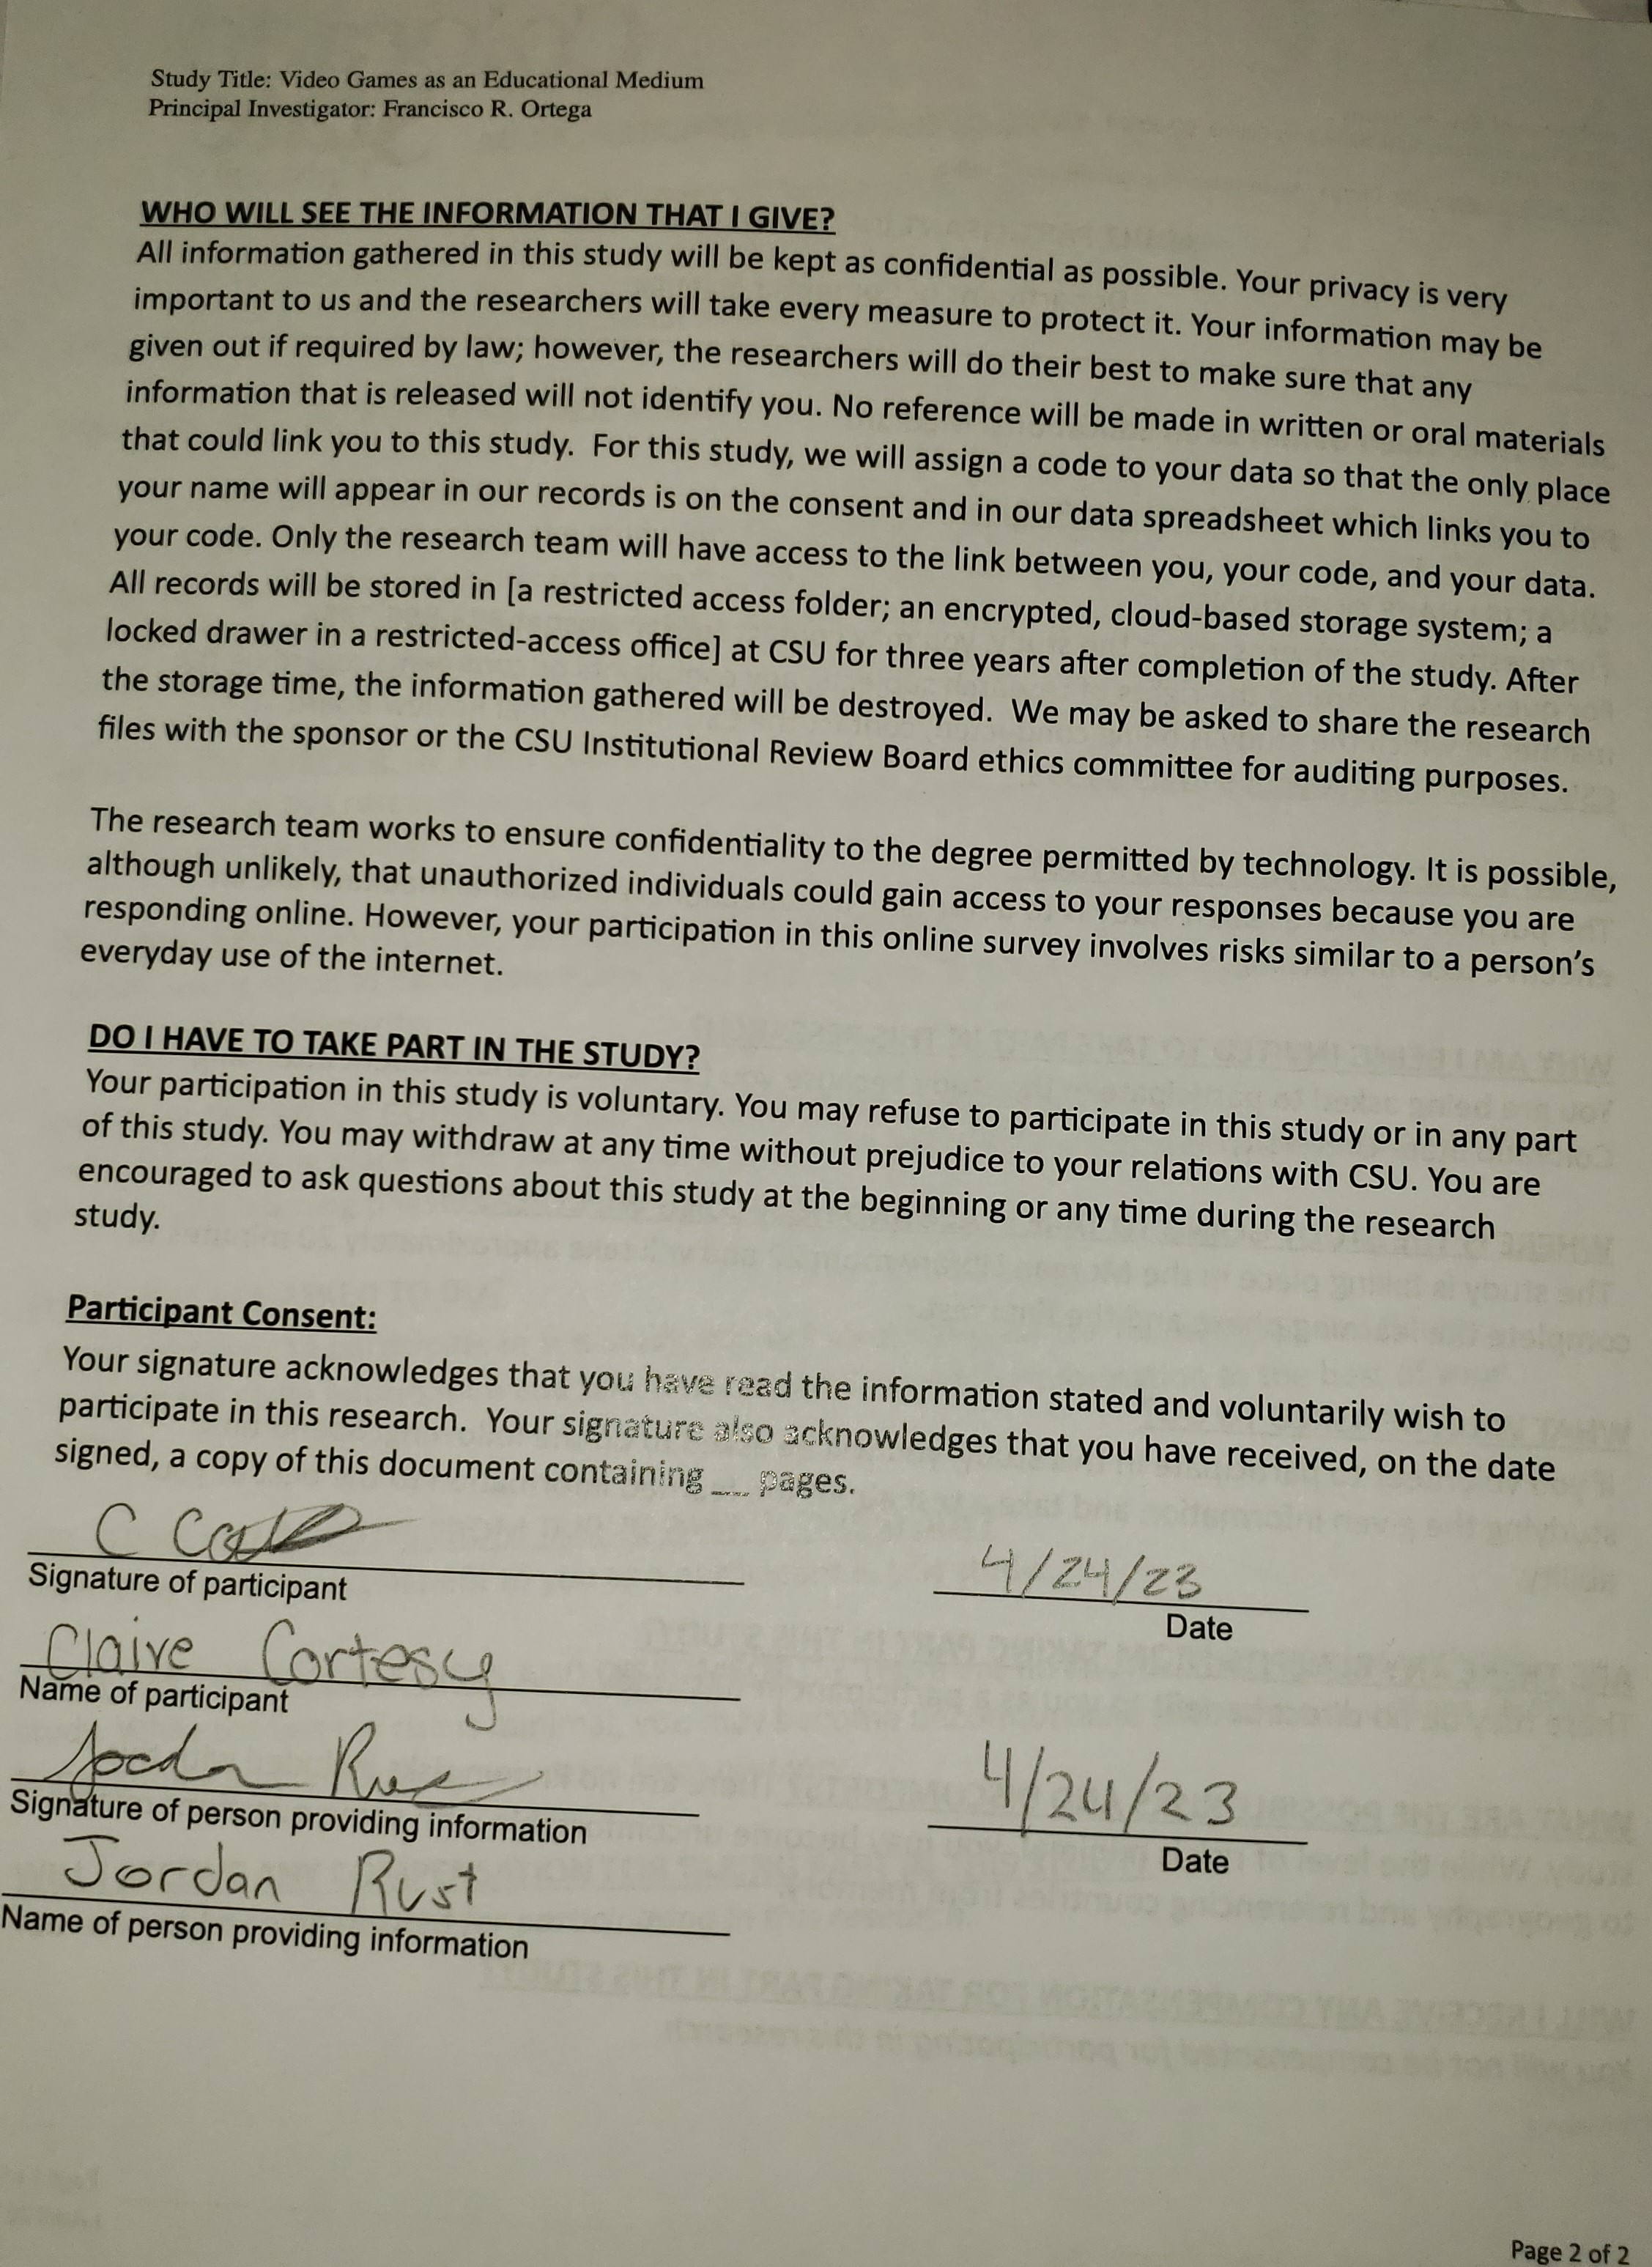 Study Title: Video Games as an Educational Medium
Principal Investigator: Francisco R. Ortega
WHO WILL SEE THE INFORMATION THAT I GIVE?
All information gathered in this study will be kept as confidential as possible. Your privacy is very
important to us and the researchers will take every measure to protect it. Your information may be
given out if required by law; however, the researchers will do their best to make sure that any
information that is released will not identify you. No reference will be made in written or oral materials
that could link you to this study.  For this study, we will assign a code to your data so that the only place
your name will appear in our records is on the consent and in our data spreadsheet which links you to
your code. Only the research team will have access to the link between you, your code, and your data.
All records will be stored in [a restricted access folder; an encrypted, cloud-based storage system; a
locked drawer in a restricted-access office] at CSU for three years after completion of the study. After
the storage time, the information gathered will be destroyed.  We may be asked to share the research
files with the sponsor or the CSU Institutional Review Board ethics committee for auditing purposes.
The research team works to ensure confidentiality to the degree permitted by technology. It is possible,
although unlikely, that unauthorized individuals could gain access to your responses because you are
responding online. However, your participation in this online survey involves risks similar to a person’s
everyday use of the internet.
DO I HAVE TO TAKE PART IN THE STUDY?
Your participation in this study is voluntary. You may refuse to participate in this study or in any part
of this study. You may withdraw at any time without prejudice to your relations with CSU. You are
encouraged to ask questions about this study at the beginning or any time during the research
study.
Participant Consent:
Your signature acknowledges that you have read the information stated and voluntarily wish to
participate in this research.  Your signature also acknowledges that you have received, on the date
signed, a copy of this document containing __ pages.
C
4/24/23
Signature of participant
Date
Claire Cortesy
Name of participant
4/24/23
Signature of person providing information
Date
Jordan Rust
Name of person providing information
Page 2 of 2